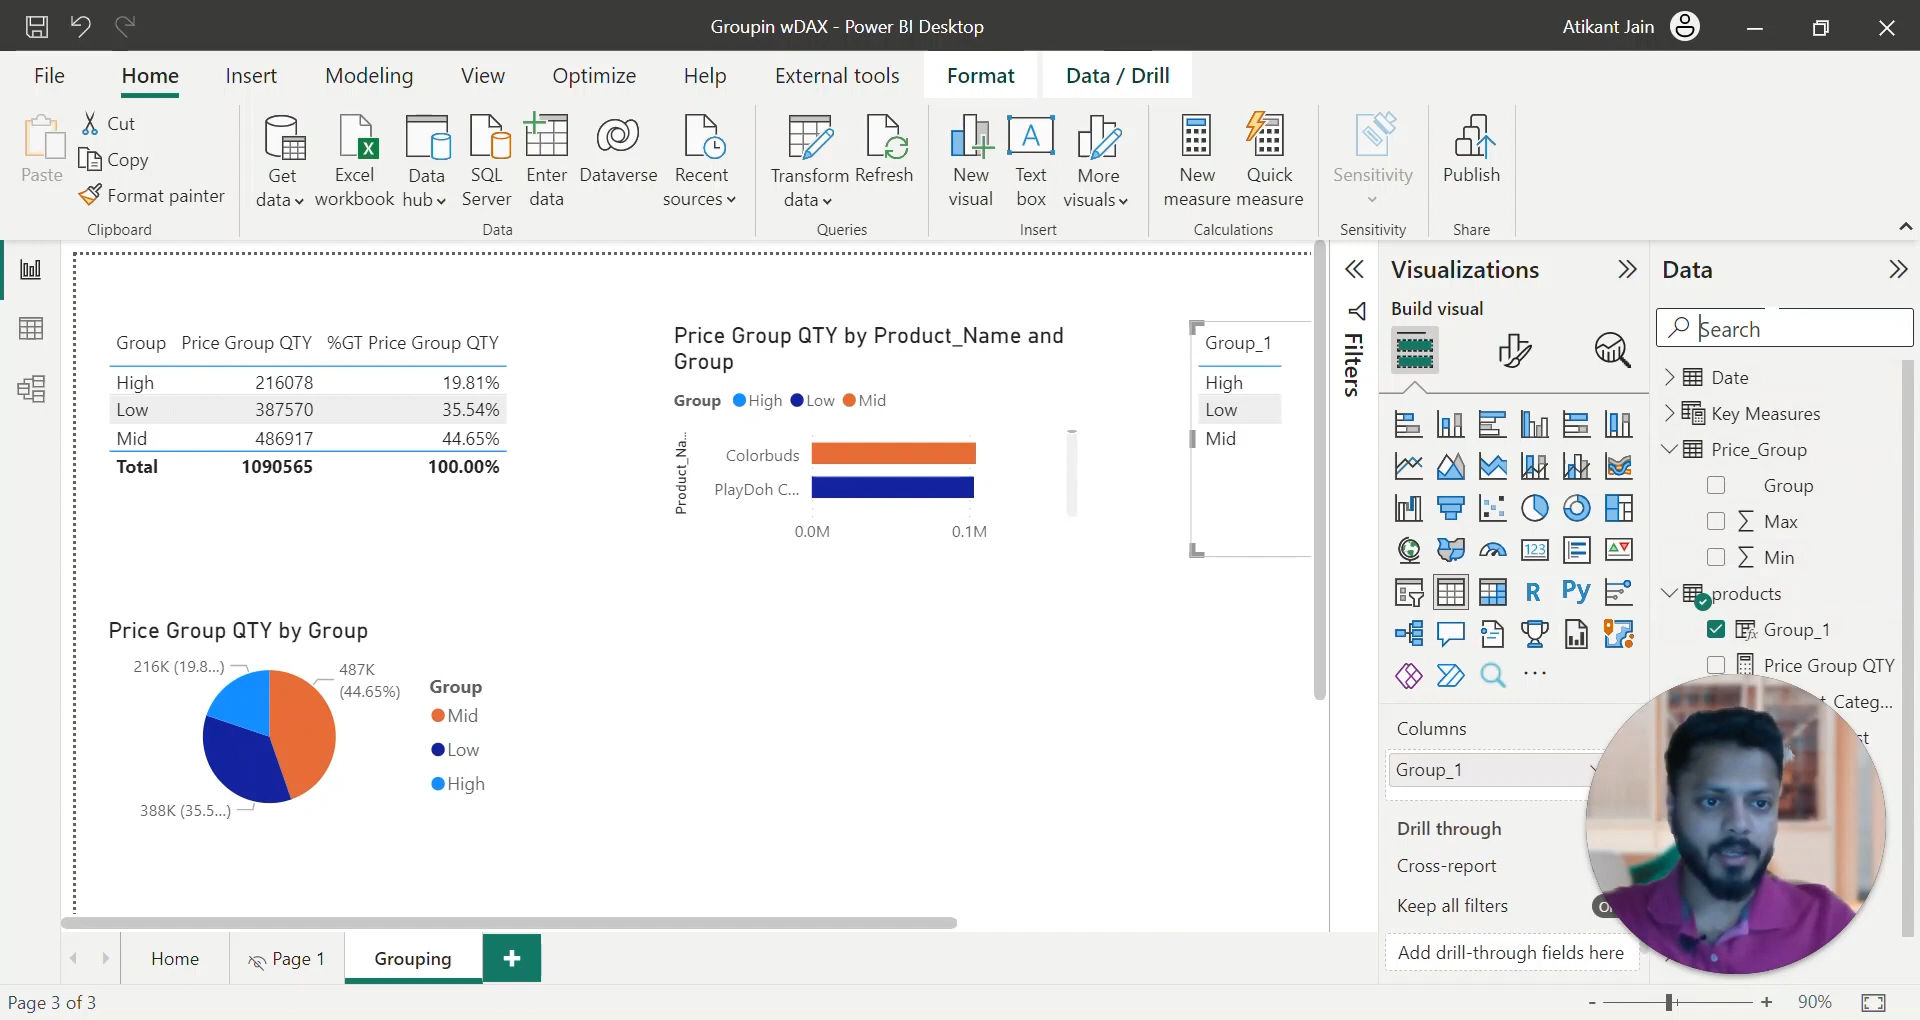 Groupin wDAX - Power BI Desktop
Atikant Jain
File Home Insert Modeling View Optimize Help External tools Format Data / Drill
Paste
Cut
Copy
Format painter
Clipboard
Get
data
Excel
workbook
Data
hub
SQL
Server
Enter
data
Dataverse
Recent
sources
Data
Transform
data
Refresh
Queries
New
visual
A
Text
box
More
visuals
Insert
New
measure
Quick
measure
Calculations
Sensitivity
Sensitivity
Publish
Share
Group Price Group QTY %GT Price Group QTY
High 216078 19.81%
Low 387570 35.54%
Mid 486917 44.65%
Total 1090565 100.00%
Price Group QTY by Product_Name and
Group
Group High Low Mid
Product_Na...
Colorbuds
PlayDoh C...
0.0M 0.1M
Group_1
High
Low
Mid
Price Group QTY by Group
216K (19.8...)
487K
(44.65%)
388K (35.5...)
Group
Mid
Low
High
Filters
Visualizations
Build visual
123
R
Py
...
Columns
Group_1
Drill through
Cross-report
Keep all filters
Add drill-through fields here
Data
Search
Date
Key Measures
Price_Group
Group
Max
Min
products
Group_1
Price Group QTY
Categ...
Home Page 1 Grouping +
Page 3 of 3
- + 90%